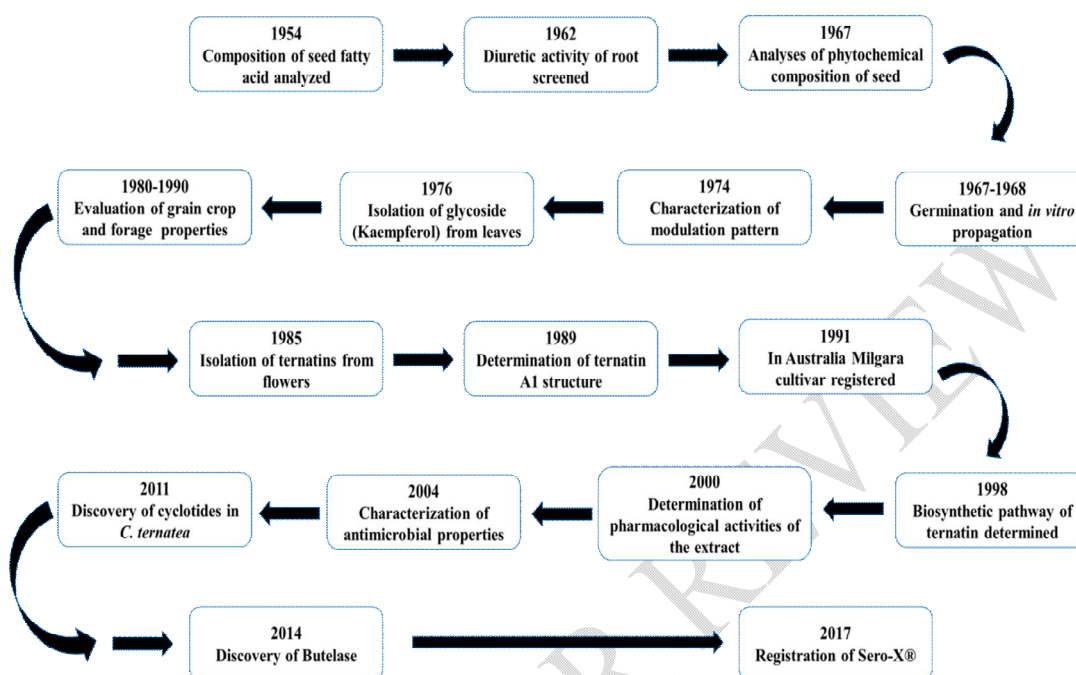 1954
Composition of seed fatty
acid analyzed
1962
Diuretic activity of root
screened
1967
Analyses of phytochemical
composition of seed
1967-1968
Germination and in vitro
propagation
1974
Characterization of
modulation pattern
1976
Isolation of glycoside
(Kaempferol) from leaves
1980-1990
Evaluation of grain crop
and forage properties
1985
Isolation of ternatins from
flowers
1989
Determination of ternatin
A1 structure
1991
In Australia Milgara
cultivar registered
1998
Biosynthetic pathway of
ternatin determined
2000
Determination of
pharmacological activities of
the extract
2004
Characterization of
antimicrobial properties
2011
Discovery of cyclotides in
C. ternatea
2014
Discovery of Butelase
2017
Registration of Sero-X®
R REVIEW